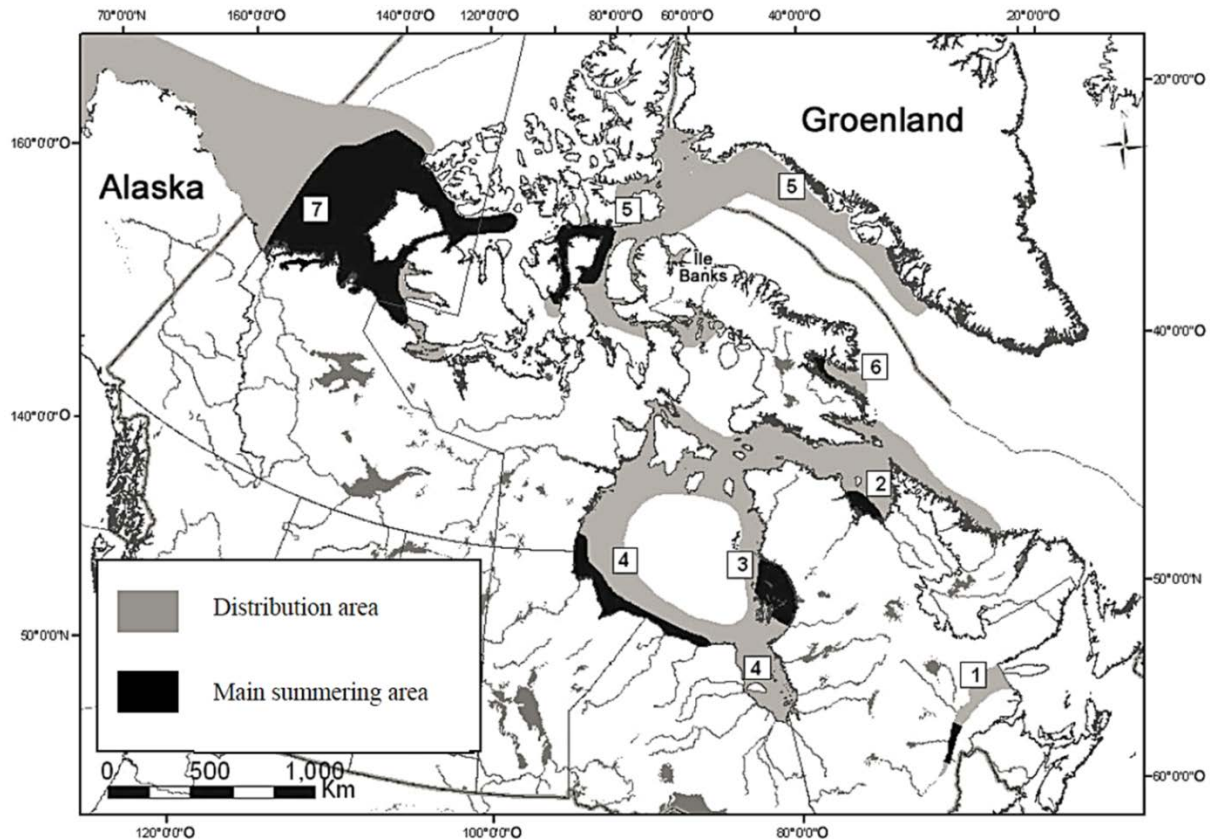 70°0'0"N 160°0'0"O 140°0'0"O 120°0'0"O 80°0'0"O 60°0'0"O 40°0'0"O 20°0'0"O
20°0'0"O
160°0'0"O
Groenland
Alaska
5
7
5
Île
Banks
40°0'0"O
6
140°0'0"O
2
4
3
50°0'0"N
Distribution area
50°0'0"N
4
1
Main summering area
0 500 1,000
Km
60°0'0"O
120°0'0"O 100°0'0"O 80°0'0"O